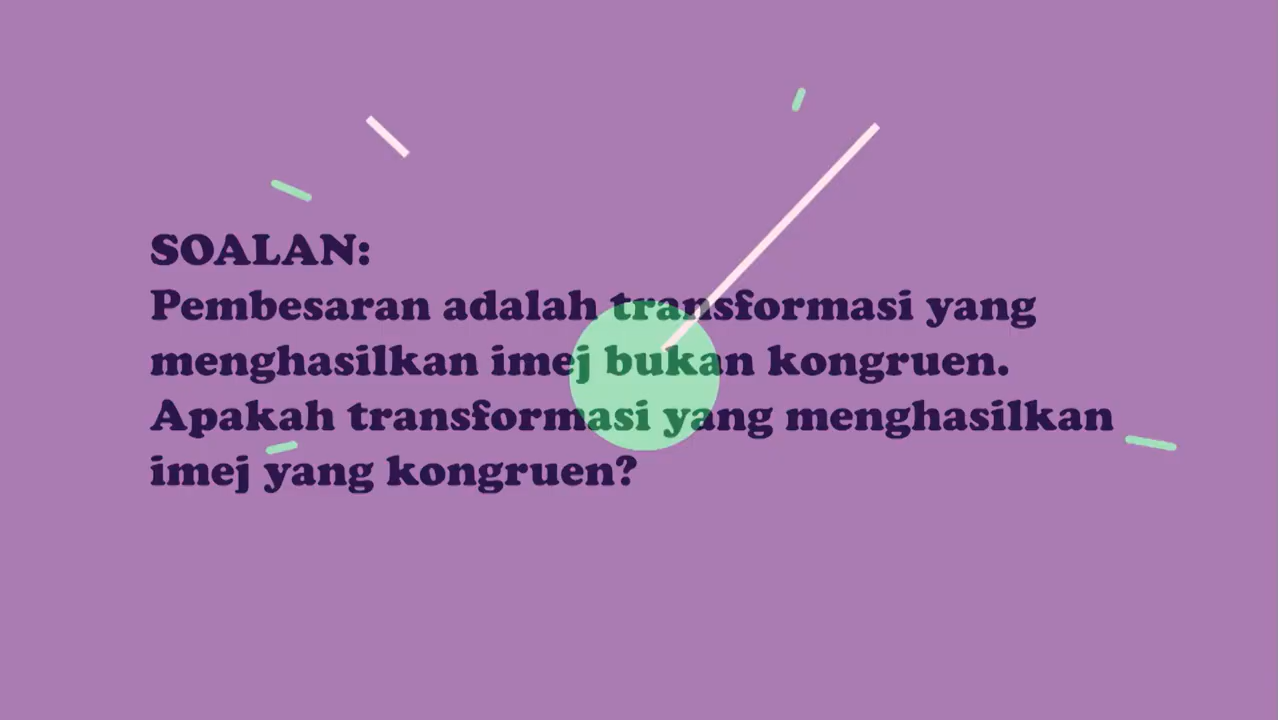 SOALAN:
Pembesaran adalah transformasi yang
menghasilkan imej bukan kongruen.
Apakah transformasi yang menghasilkan
imej yang kongruen?